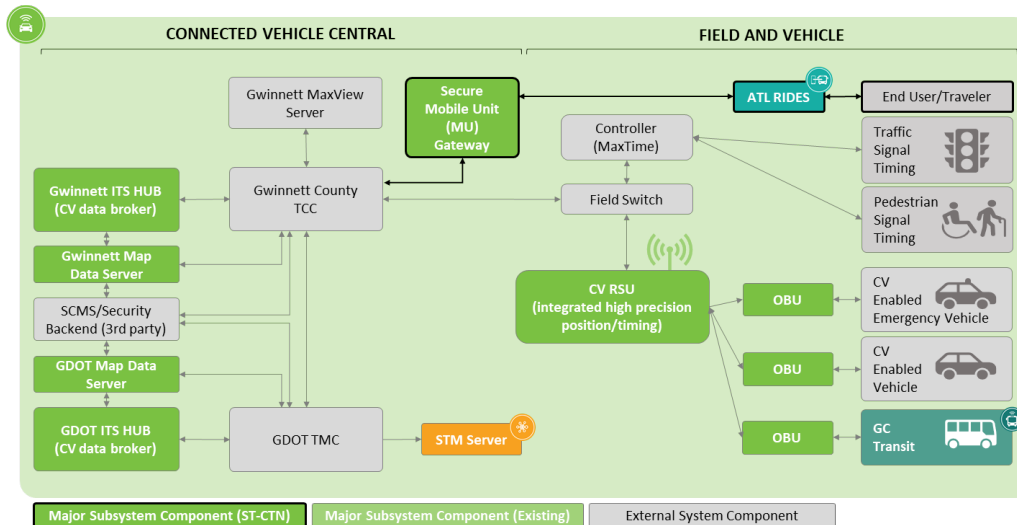 CONNECTED VEHICLE CENTRAL
FIELD AND VEHICLE
Gwinnett MaxView
Server
Secure
Mobile Unit
(MU)
Gateway
ATL RIDES
End User/Traveler
Controller
(MaxTime)
Traffic
Signal
Timing
Gwinnett ITS HUB
(CV data broker)
Gwinnett County
TCC
Field Switch
Pedestrian
Signal
Timing
Gwinnett Map
Data Server
SCMS/Security
Backend (3rd party)
CV RSU
(integrated high precision
position/timing)
OBU
CV
Enabled
Emergency Vehicle
GDOT Map Data
Server
OBU
CV
Enabled
Vehicle
GDOT ITS HUB
(CV data broker)
GDOT TMC
STM Server
OBU
GC
Transit
Major Subsystem Component (ST-CTN)
Major Subsystem Component (Existing)
External System Component